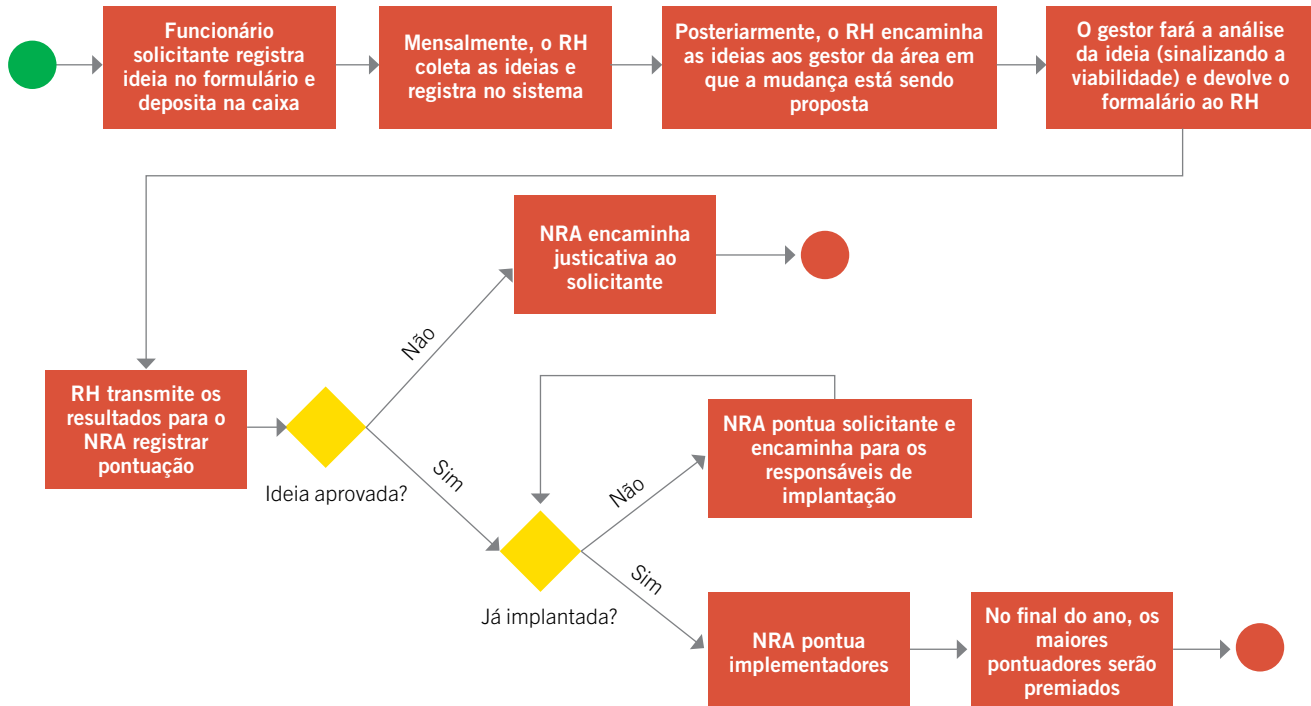 Funcionário
solicitante registra
ideia no formulário e
deposita na caixa
Mensalmente, o RH
coleta as ideias e
registra no sistema
Posteriormente, o RH encaminha
as ideias aos gestor da área em
que a mudança está sendo
proposta
O gestor fará a análise
da ideia (sinalizando a
viabilidade) e devolve o
formalário ao RH
RH transmite os
resultados para o
NRA registrar
pontuação
Ideia aprovada?
Não
NRA encaminha
justicativa ao
solicitante
Sim
Já implantada?
Não
NRA pontua solicitante e
encaminha para os
responsáveis de
implantação
Sim
NRA pontua
implementadores
No final do ano, os
maiores
pontuadores serão
premiados